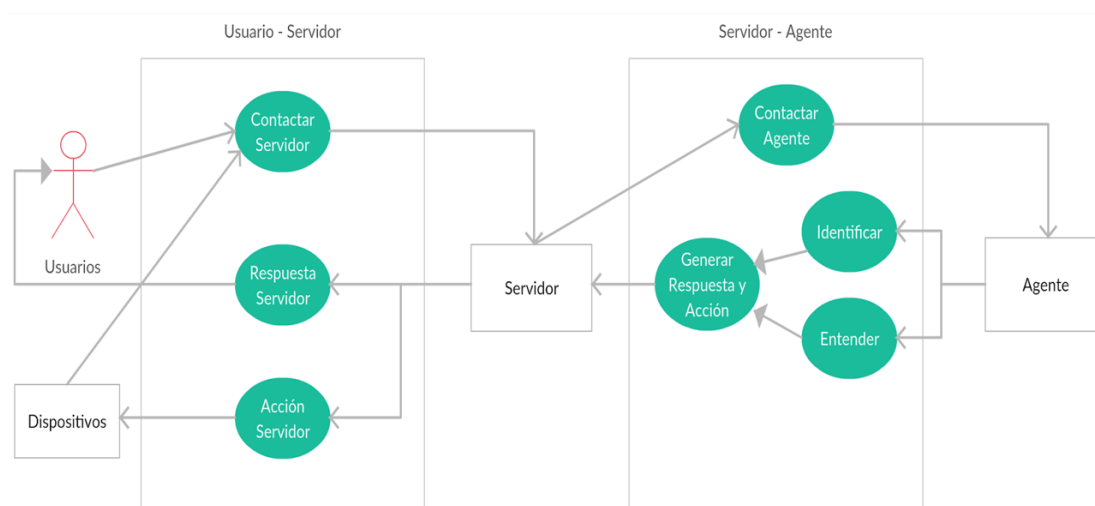 Usuario - Servidor
Servidor - Agente
Contactar
Servidor
Contactar
Agente
Usuarios
Respuesta
Servidor
Servidor
Generar
Respuesta y
Acción
Identificar
Entender
Agente
Dispositivos
Acción
Servidor